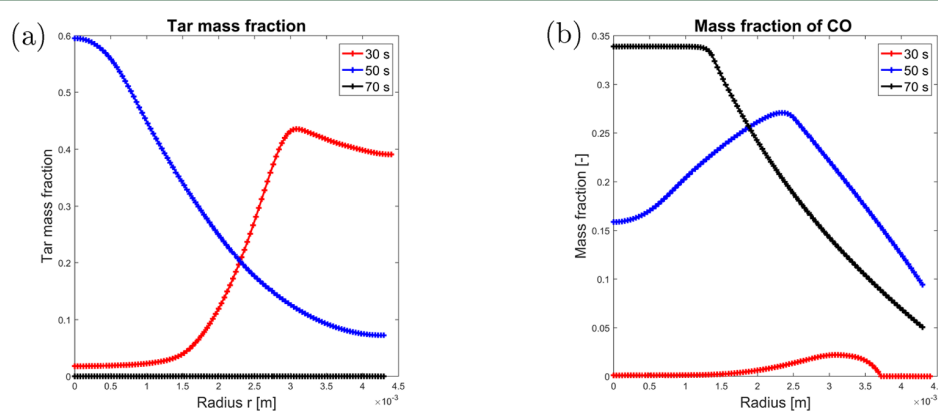 (a)
Tar mass fraction
Tar mass fraction
0.6
0.5
0.4
0.3
0.2
0.1
0
0 0.5 1 1.5 2 2.5 3 3.5 4 4.5
×10⁻³
Radius r [m]
30 s
50 s
70 s
(b)
Mass fraction of CO
Mass fraction [-]
0.35
0.3
0.25
0.2
0.15
0.1
0.05
0
0 0.5 1 1.5 2 2.5 3 3.5 4 4.5
×10⁻³
Radius [m]
30 s
50 s
70 s